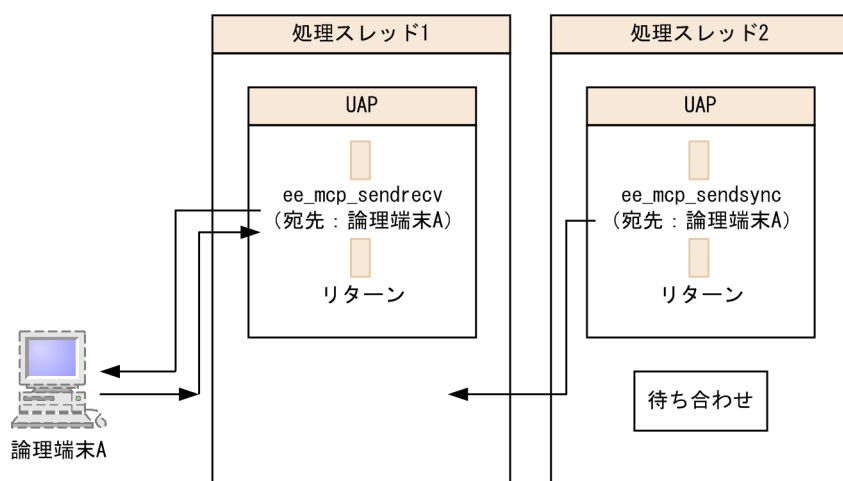 処理スレッド1
処理スレッド2
UAP
UAP
ee_mcp_sendrecv
（宛先：論理端末A）
リターン
ee_mcp_sendsync
（宛先：論理端末A）
リターン
待ち合わせ
論理端末A